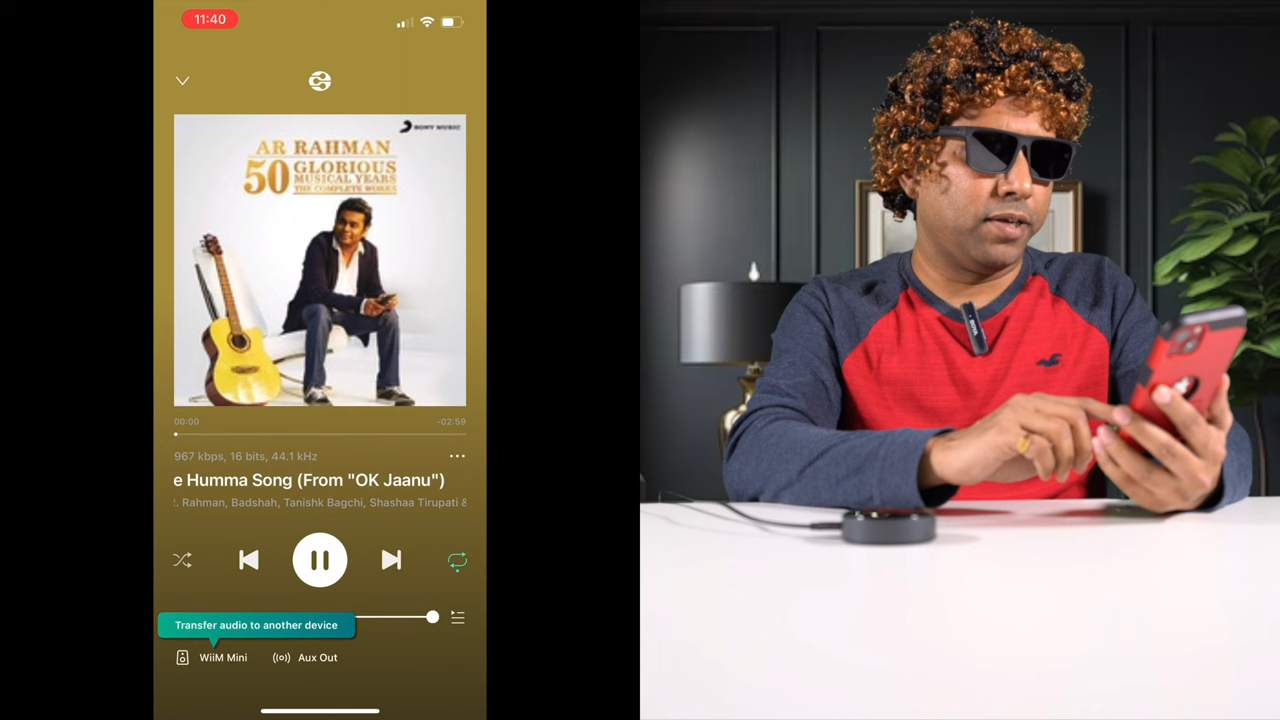 11:40
SONY MUSIC
AR RAHMAN
50 GLORIOUS
MUSICAL YEARS
THE COMPLETE WORKS
00:00
-02:59
967 kbps, 16 bits, 44.1 kHz
e Humma Song (From "OK Jaanu")
. Rahman, Badshah, Tanishk Bagchi, Shashaa Tirupati &
Transfer audio to another device
WiiM Mini
Aux Out
BOYA